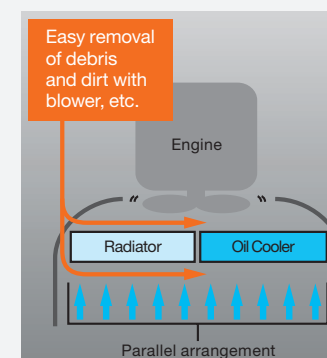 Easy removal
of debris
and dirt with
blower, etc.
Engine
Radiator
Oil Cooler
Parallel arrangement